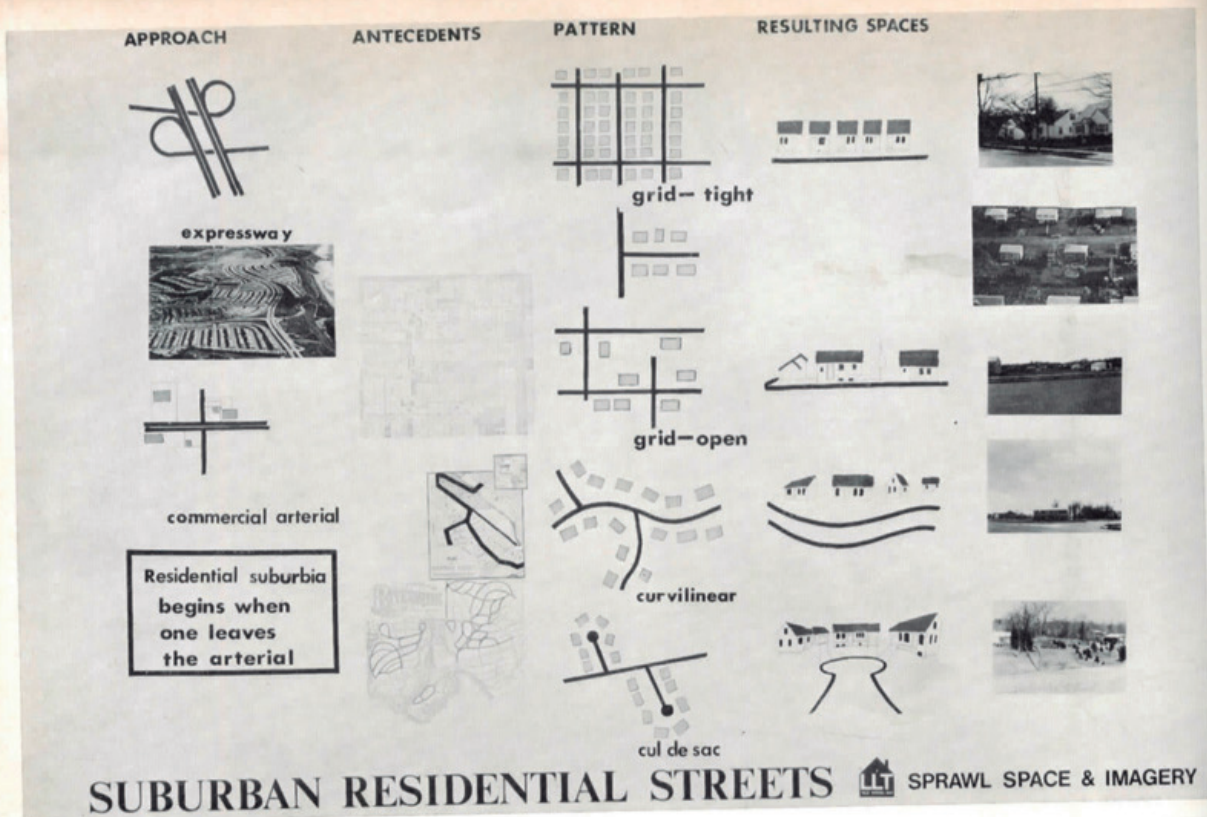 APPROACH
ANTECEDENTS
PATTERN
RESULTING SPACES
expressway
commercial arterial
Residential suburbia
begins when
one leaves
the arterial
grid— tight
grid—open
curvilinear
cul de sac
SUBURBAN RESIDENTIAL STREETS
SPRAWL SPACE & IMAGERY